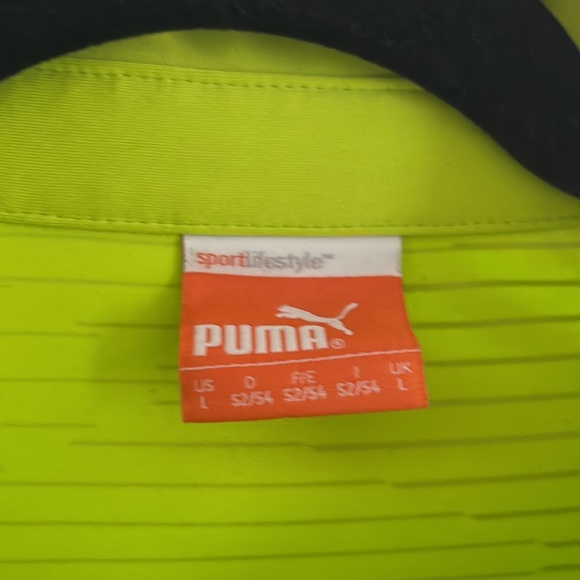 sportlifestyle™
PUMA®
US D F/E I UK
L 52/54 52/54 52/54 L